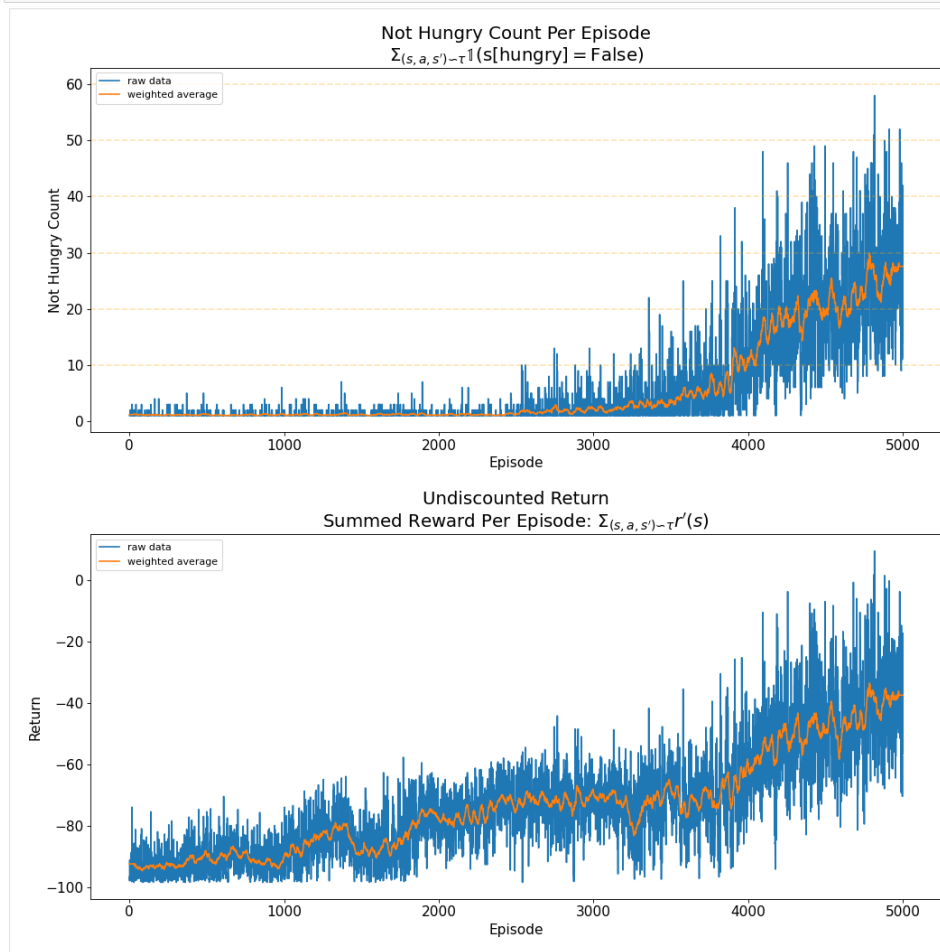 Not Hungry Count Per Episode
Σ(s, a, s′)∼τ𝟙(s[hungry] = False)
raw data
weighted average
60
50
40
30
20
10
0
Not Hungry Count
0 1000 2000 3000 4000 5000
Episode
Undiscounted Return
Summed Reward Per Episode: Σ(s, a, s′)∼τr′(s)
raw data
weighted average
0
−20
−40
−60
−80
−100
Return
0 1000 2000 3000 4000 5000
Episode